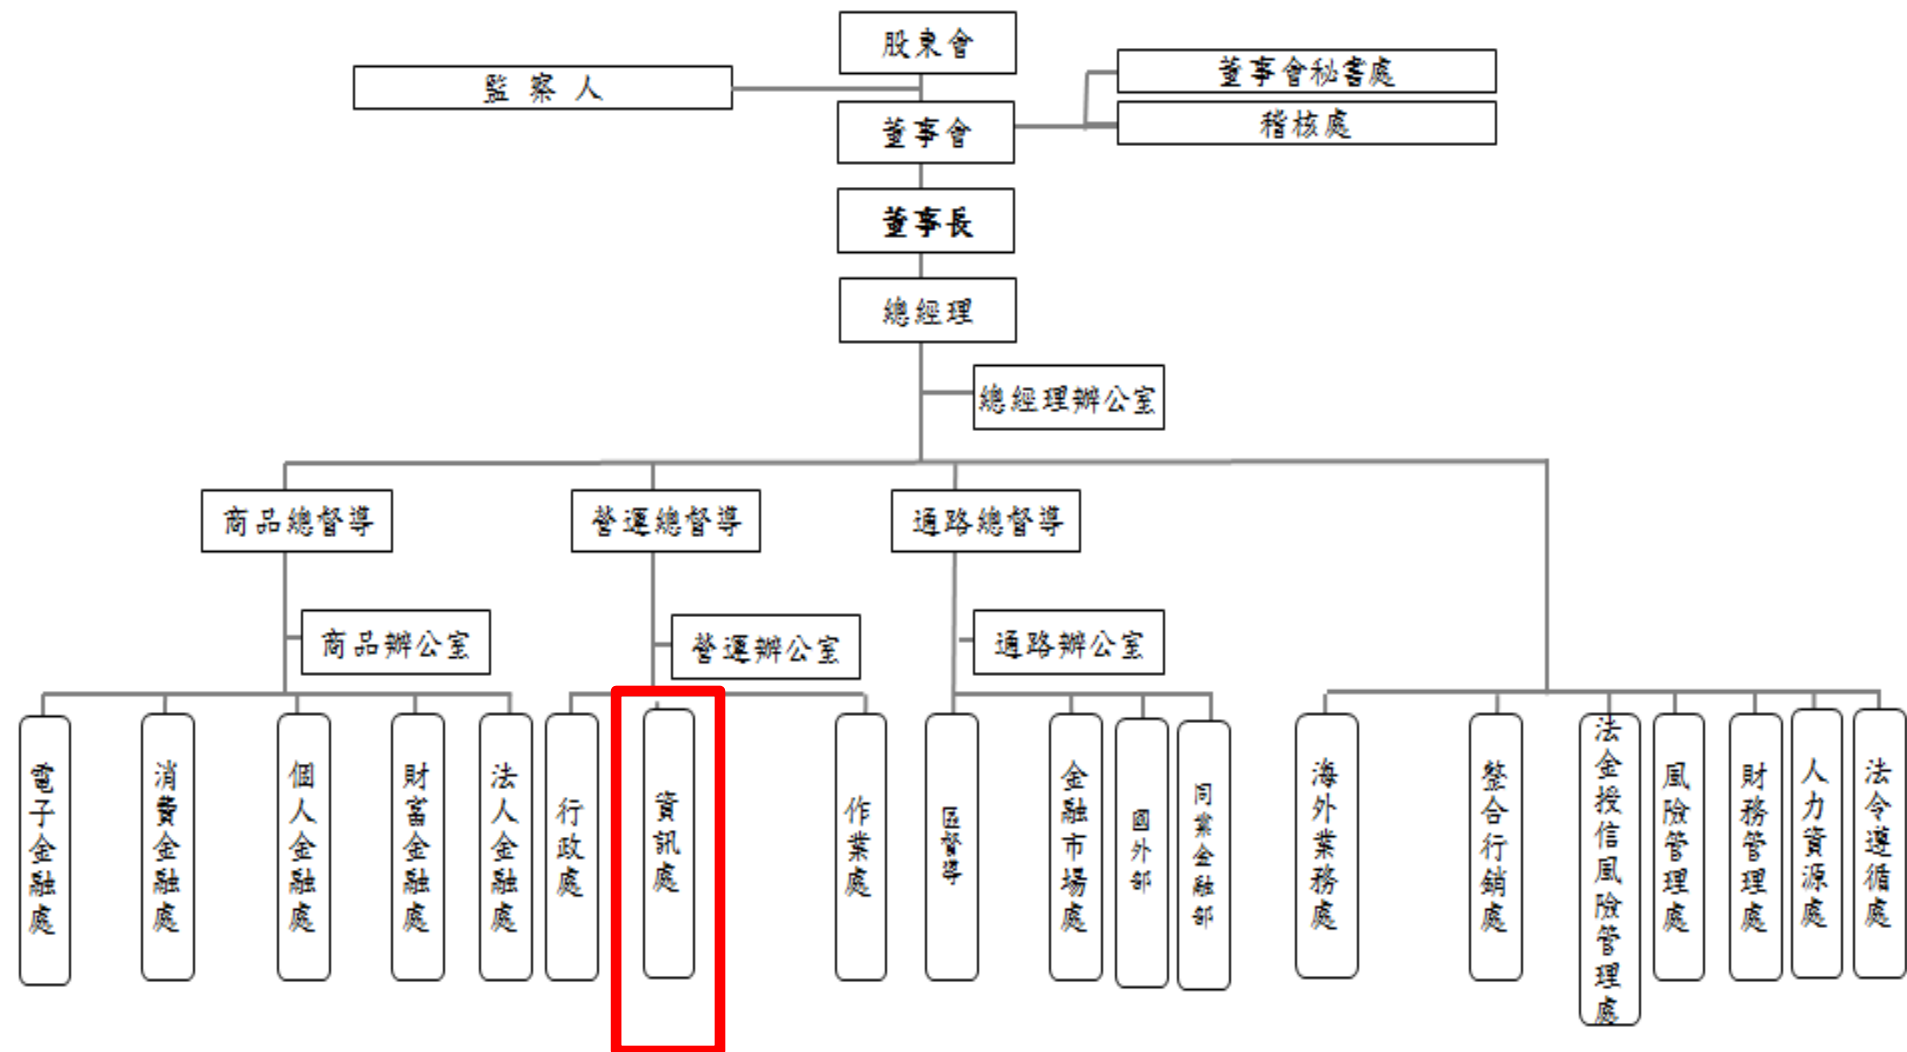 股東會
監 察 人
董事會秘書處
稽核處
董事會
董事長
總經理
總經理辦公室
商品總督導
營運總督導
通路總督導
商品辦公室
營運辦公室
通路辦公室
電子金融處
消費金融處
個人金融處
財富金融處
法人金融處
行政處
資訊處
作業處
區督導
金融市場處
國外部
同業金融部
海外業務處
整合行銷處
法金授信風險管理處
風險管理處
財務管理處
人力資源處
法令遵循處